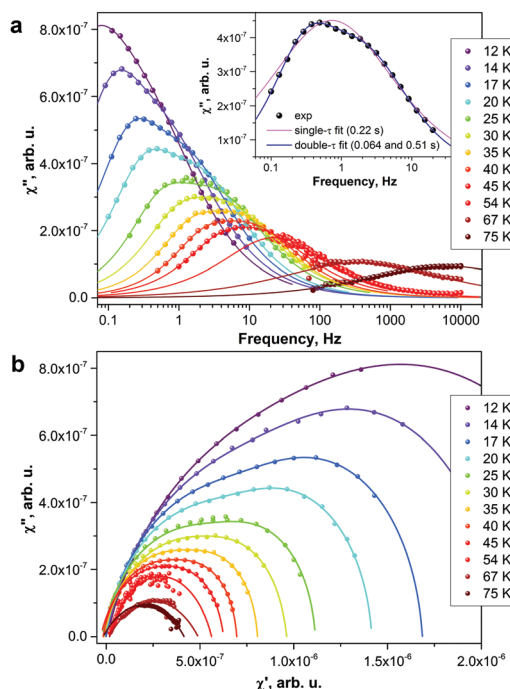 a
χ'', arb. u.
8.0x10⁻⁷
6.0x10⁻⁷
4.0x10⁻⁷
2.0x10⁻⁷
0.0
0.1 1 10 100 1000 10000
Frequency, Hz
χ'', arb. u.
4x10⁻⁷
3x10⁻⁷
2x10⁻⁷
1x10⁻⁷
exp
single-τ fit (0.22 s)
double-τ fit (0.064 and 0.51 s)
0.1 1 10
Frequency, Hz
12 K
14 K
17 K
20 K
25 K
30 K
35 K
40 K
45 K
54 K
67 K
75 K
b
χ'', arb. u.
8.0x10⁻⁷
6.0x10⁻⁷
4.0x10⁻⁷
2.0x10⁻⁷
0.0
0.0 5.0x10⁻⁷ 1.0x10⁻⁶ 1.5x10⁻⁶ 2.0x10⁻⁶
χ', arb. u.
12 K
14 K
17 K
20 K
25 K
30 K
35 K
40 K
45 K
54 K
67 K
75 K